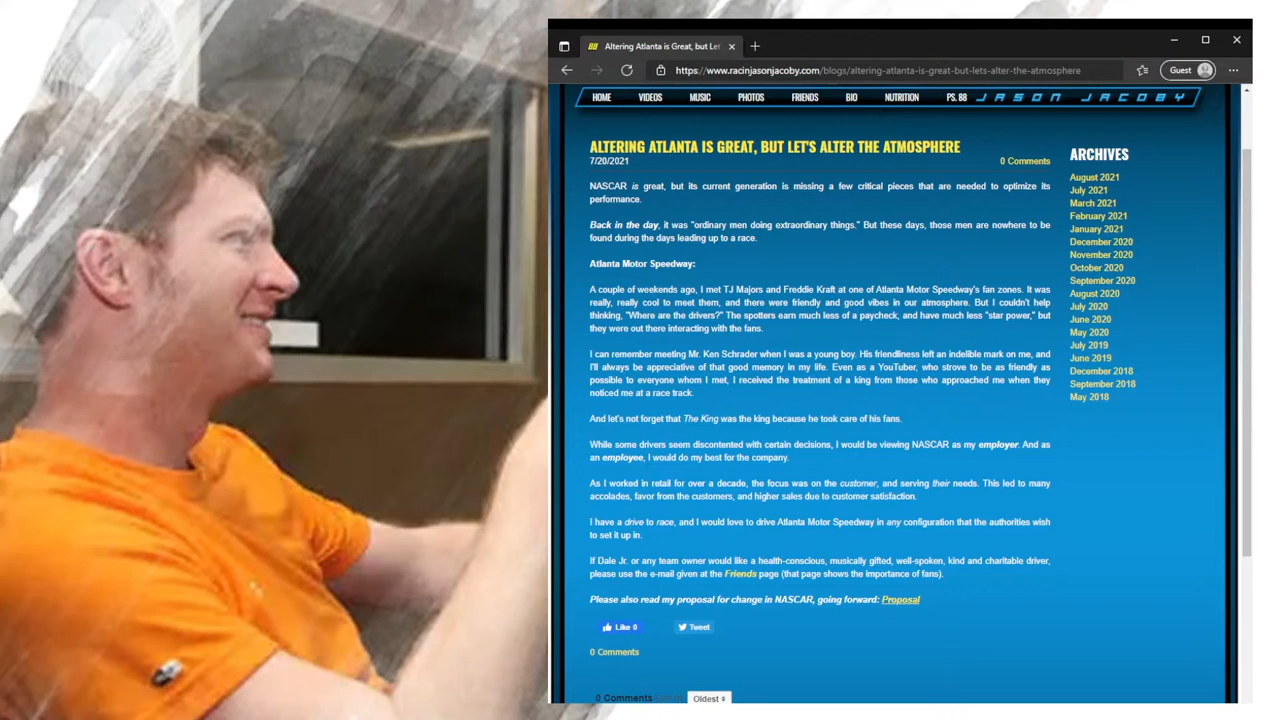 Altering Atlanta is Great, but Let
https://www.racinjasonjacoby.com/blogs/altering-atlanta-is-great-but-lets-alter-the-atmosphere
Guest
HOME VIDEOS MUSIC PHOTOS FRIENDS BIO NUTRITION PS. 88 JASON JACOBY
ALTERING ATLANTA IS GREAT, BUT LET'S ALTER THE ATMOSPHERE
7/20/2021
0 Comments
NASCAR is great, but its current generation is missing a few critical pieces that are needed to optimize its
performance.
Back in the day, it was "ordinary men doing extraordinary things." But these days, those men are nowhere to be
found during the days leading up to a race.
Atlanta Motor Speedway:
A couple of weekends ago, I met TJ Majors and Freddie Kraft at one of Atlanta Motor Speedway's fan zones. It was
really, really cool to meet them, and there were friendly and good vibes in our atmosphere. But I couldn't help
thinking, "Where are the drivers?" The spotters earn much less of a paycheck, and have much less "star power," but
they were out there interacting with the fans.
I can remember meeting Mr. Ken Schrader when I was a young boy. His friendliness left an indelible mark on me, and
I'll always be appreciative of that good memory in my life. Even as a YouTuber, who strove to be as friendly as
possible to everyone whom I met, I received the treatment of a king from those who approached me when they
noticed me at a race track.
And let's not forget that The King was the king because he took care of his fans.
While some drivers seem discontented with certain decisions, I would be viewing NASCAR as my employer. And as
an employee, I would do my best for the company.
As I worked in retail for over a decade, the focus was on the customer, and serving their needs. This led to many
accolades, favor from the customers, and higher sales due to customer satisfaction.
I have a drive to race, and I would love to drive Atlanta Motor Speedway in any configuration that the authorities wish
to set it up in.
If Dale Jr. or any team owner would like a health-conscious, musically gifted, well-spoken, kind and charitable driver,
please use the e-mail given at the Friends page (that page shows the importance of fans).
Please also read my proposal for change in NASCAR, going forward: Proposal
Like 0
Tweet
0 Comments
0 Comments
Oldest
ARCHIVES
August 2021
July 2021
March 2021
February 2021
January 2021
December 2020
November 2020
October 2020
September 2020
August 2020
July 2020
June 2020
May 2020
July 2019
June 2019
December 2018
September 2018
May 2018